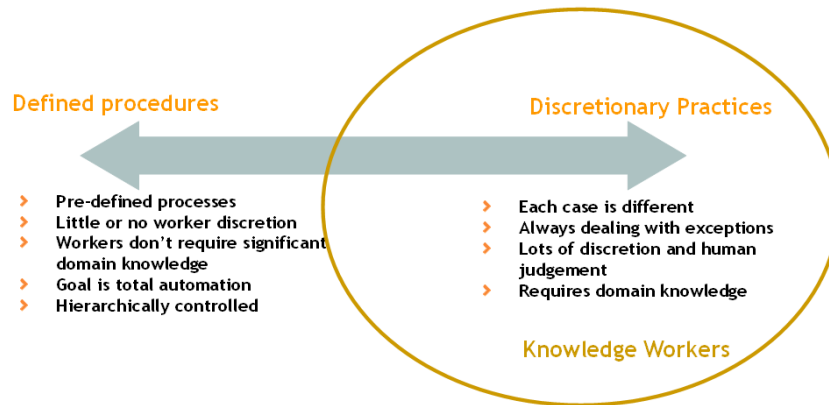 Defined procedures
Pre-defined processes
Little or no worker discretion
Workers don't require significant
domain knowledge
Goal is total automation
Hierarchically controlled
Discretionary Practices
Each case is different
Always dealing with exceptions
Lots of discretion and human
judgement
Requires domain knowledge
Knowledge Workers